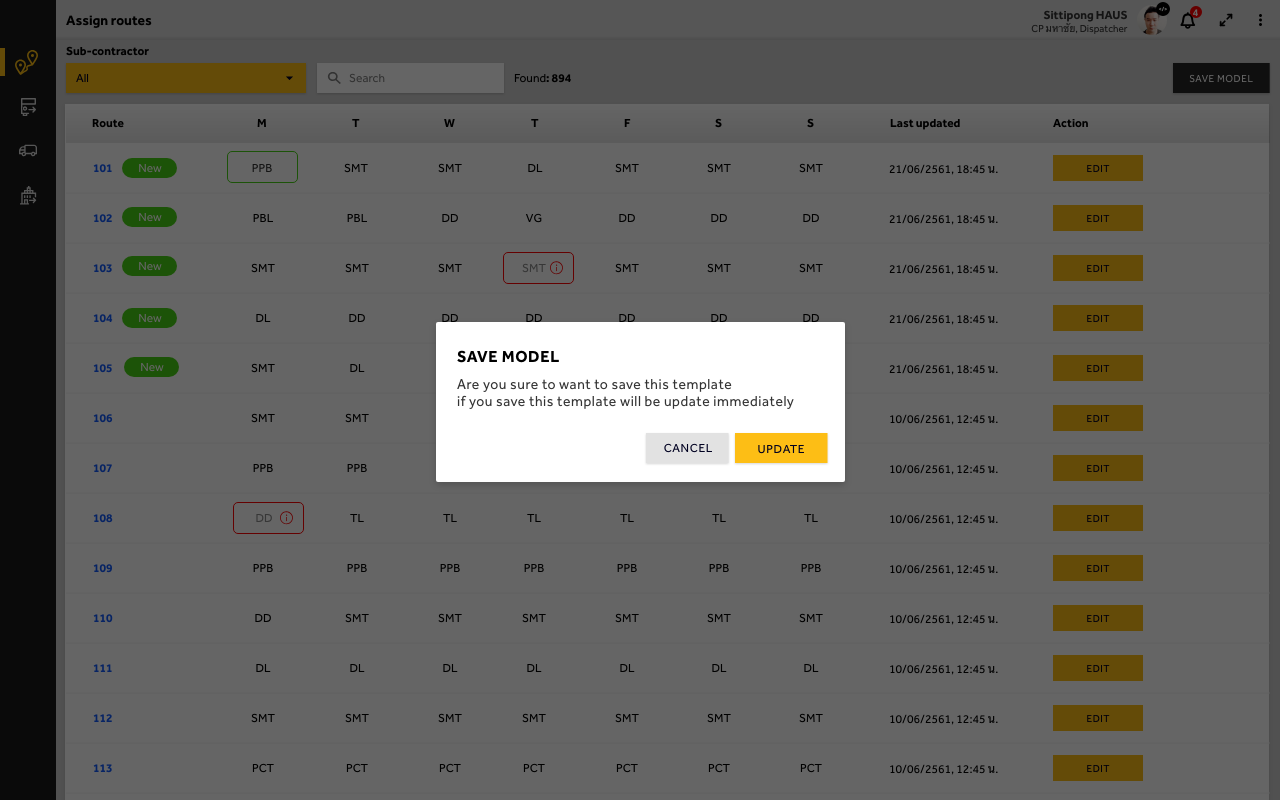 Assign routes
Sittipong HAUS
CP มหาชัย, Dispatcher
4
Sub-contractor
All
Search
Found: 894
SAVE MODEL
Route M T W T F S S Last updated Action
101 New PPB SMT SMT DL SMT SMT SMT 21/06/2561, 18:45 น. EDIT
102 New PBL PBL DD VG DD DD DD 21/06/2561, 18:45 น. EDIT
103 New SMT SMT SMT SMT SMT SMT SMT 21/06/2561, 18:45 น. EDIT
104 New DL DD DD DD DD DD DD 21/06/2561, 18:45 น. EDIT
105 New SMT DL 21/06/2561, 18:45 น. EDIT
106 SMT SMT 10/06/2561, 12:45 น. EDIT
107 PPB PPB 10/06/2561, 12:45 น. EDIT
SAVE MODEL
Are you sure to want to save this template
if you save this template will be update immediately
CANCEL UPDATE
108 DD TL TL TL TL TL TL 10/06/2561, 12:45 น. EDIT
109 PPB PPB PPB PPB PPB PPB PPB 10/06/2561, 12:45 น. EDIT
110 DD SMT SMT SMT SMT SMT SMT 10/06/2561, 12:45 น. EDIT
111 DL DL DL DL DL DL DL 10/06/2561, 12:45 น. EDIT
112 SMT SMT SMT SMT SMT SMT SMT 10/06/2561, 12:45 น. EDIT
113 PCT PCT PCT PCT PCT PCT PCT 10/06/2561, 12:45 น. EDIT